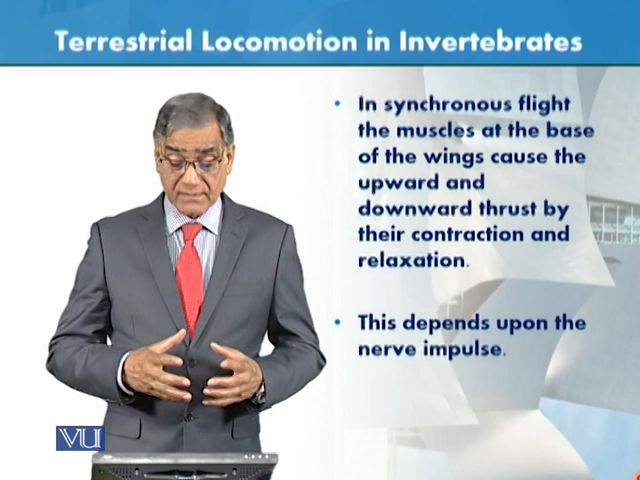 Terrestrial Locomotion in Invertebrates
• In synchronous flight
the muscles at the base
of the wings cause the
upward and
downward thrust by
their contraction and
relaxation.
• This depends upon the
nerve impulse.
VU